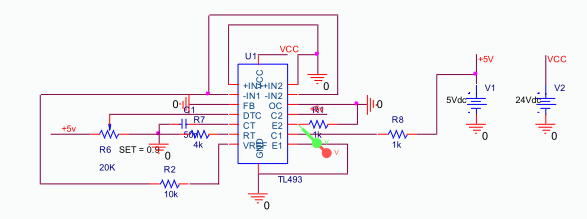 U1
VCC
VCC
+IN1 +IN2
-IN1 -IN2
FB OC
DTC C2
CT E2
RT C1
VREF E1
GND
TL493
0
0
0
0
0
C1
R7
4k
1k
R8
1k
+5v
R6
SET = 0.9
20K
R2
10k
+5V
V1
5Vdc
0
VCC
V2
24Vdc
0
V
V